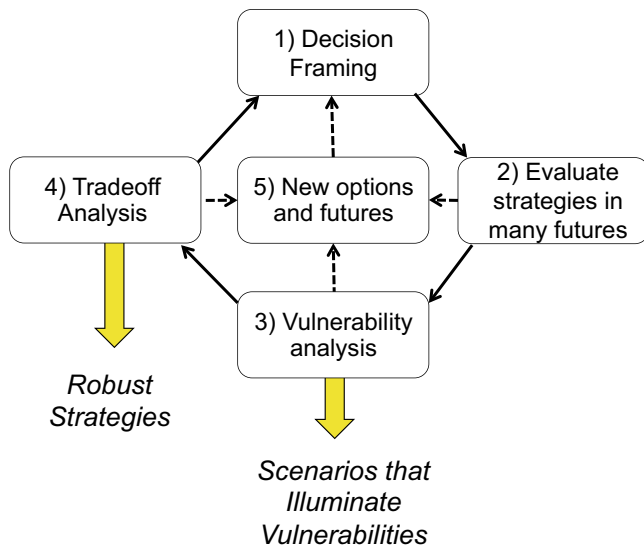 1) Decision
Framing
4) Tradeoff
Analysis
5) New options
and futures
2) Evaluate
strategies in
many futures
3) Vulnerability
analysis
Robust
Strategies
Scenarios that
Illuminate
Vulnerabilities